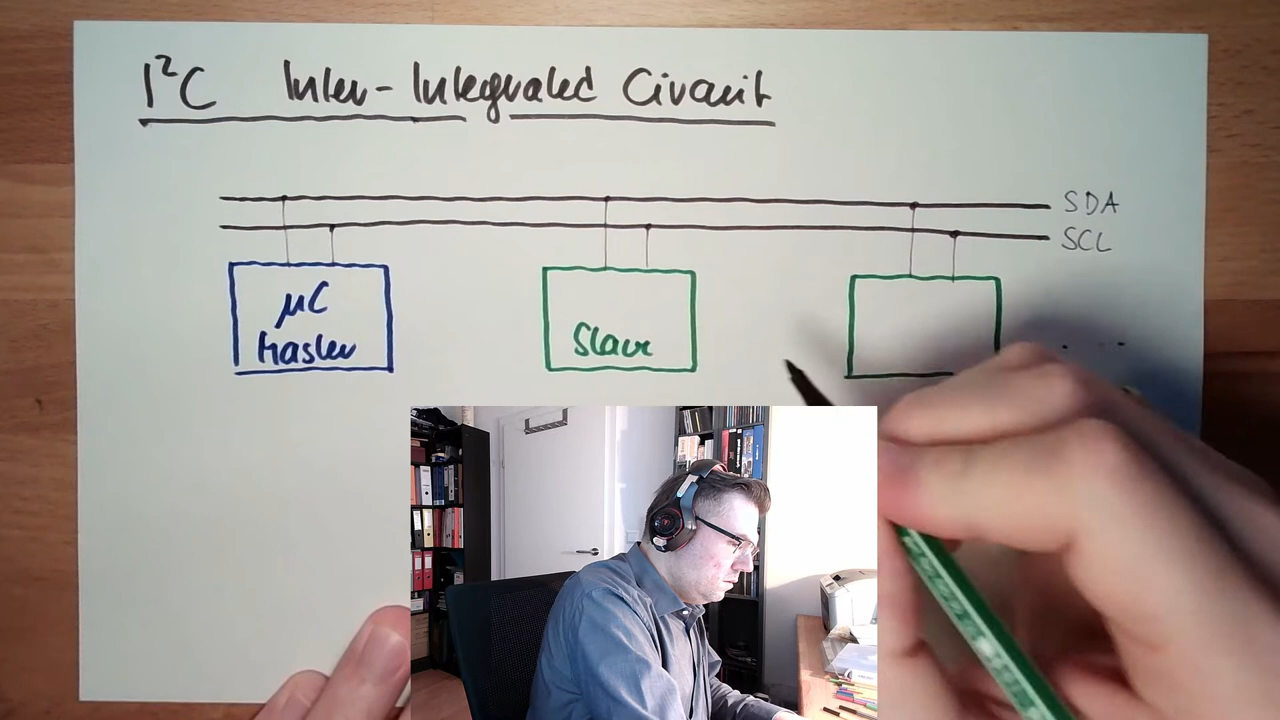 I²C Inter-Integrated Circuit
SDA
SCL
µC
Master
Slave